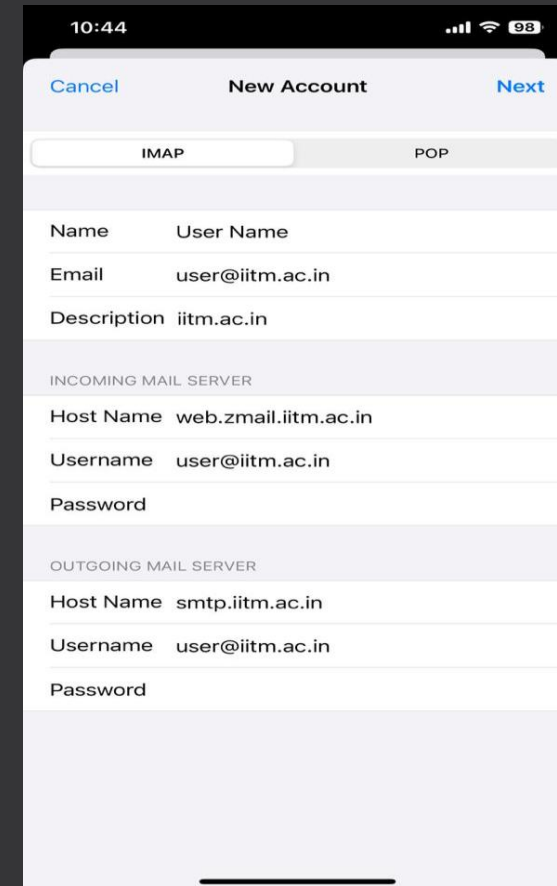 10:44 98
Cancel New Account Next
IMAP POP
Name User Name
Email user@iitm.ac.in
Description iitm.ac.in
INCOMING MAIL SERVER
Host Name web.zmail.iitm.ac.in
Username user@iitm.ac.in
Password
OUTGOING MAIL SERVER
Host Name smtp.iitm.ac.in
Username user@iitm.ac.in
Password